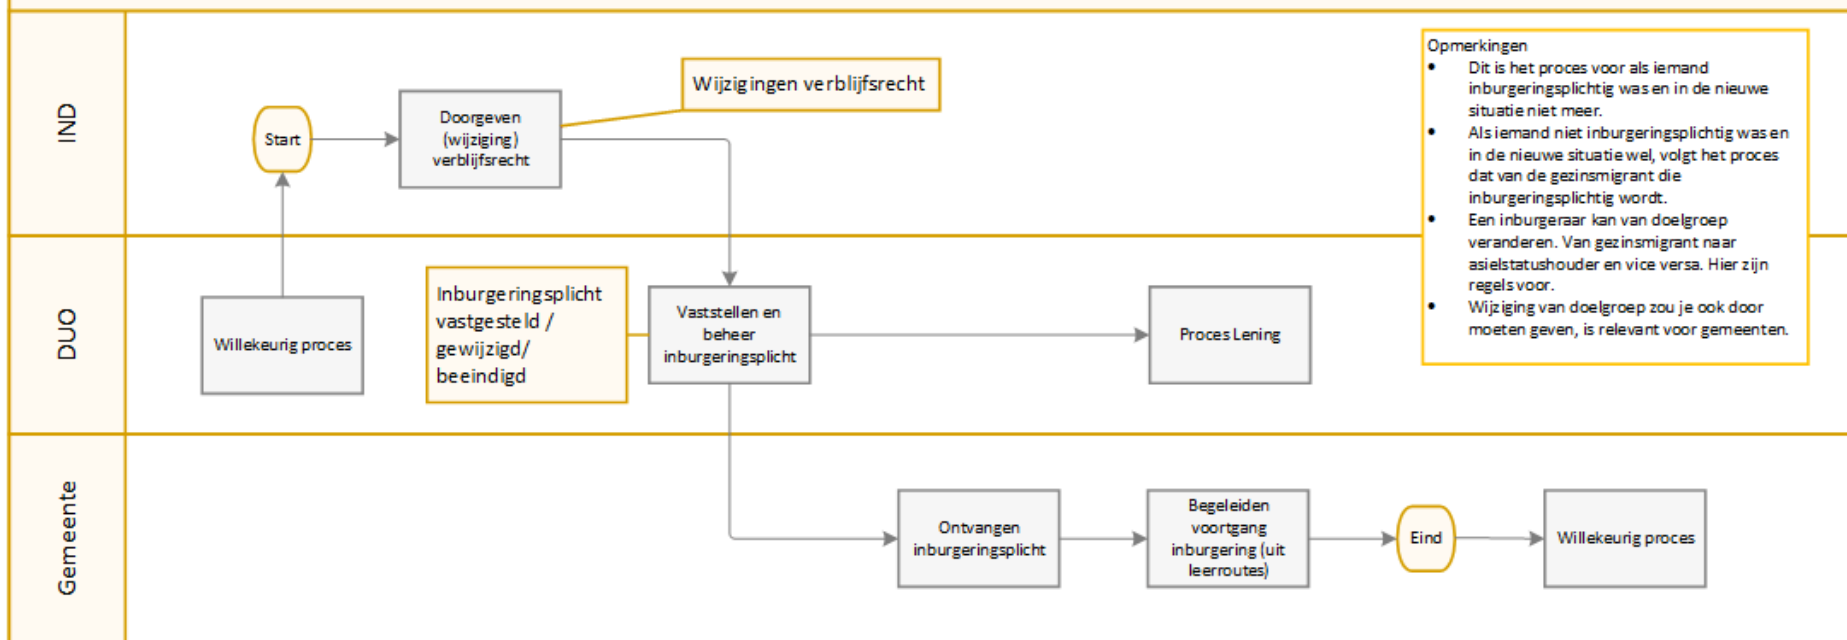 IND
Start
Doorgeven
(wijziging)
verblijfsrecht
Wijzigingen verblijfsrecht
Opmerkingen
• Dit is het proces voor als iemand
inburgeringsplichtig was en in de nieuwe
situatie niet meer.
• Als iemand niet inburgeringsplichtig was en
in de nieuwe situatie wel, volgt het proces
dat van de gezinsmigrant die
inburgeringsplichtig wordt.
• Een inburgeraar kan van doelgroep
veranderen. Van gezinsmigrant naar
asielstatushouder en vice versa. Hier zijn
regels voor.
• Wijziging van doelgroep zou je ook door
moeten geven, is relevant voor gemeenten.
DUO
Willekeurig proces
Inburgeringsplicht
vastgesteld /
gewijzigd/
beeindigd
Vaststellen en
beheer
inburgeringsplicht
Proces Lening
Gemeente
Ontvangen
inburgeringsplicht
Begeleiden
voortgang
inburgering (uit
leerroutes)
Eind
Willekeurig proces